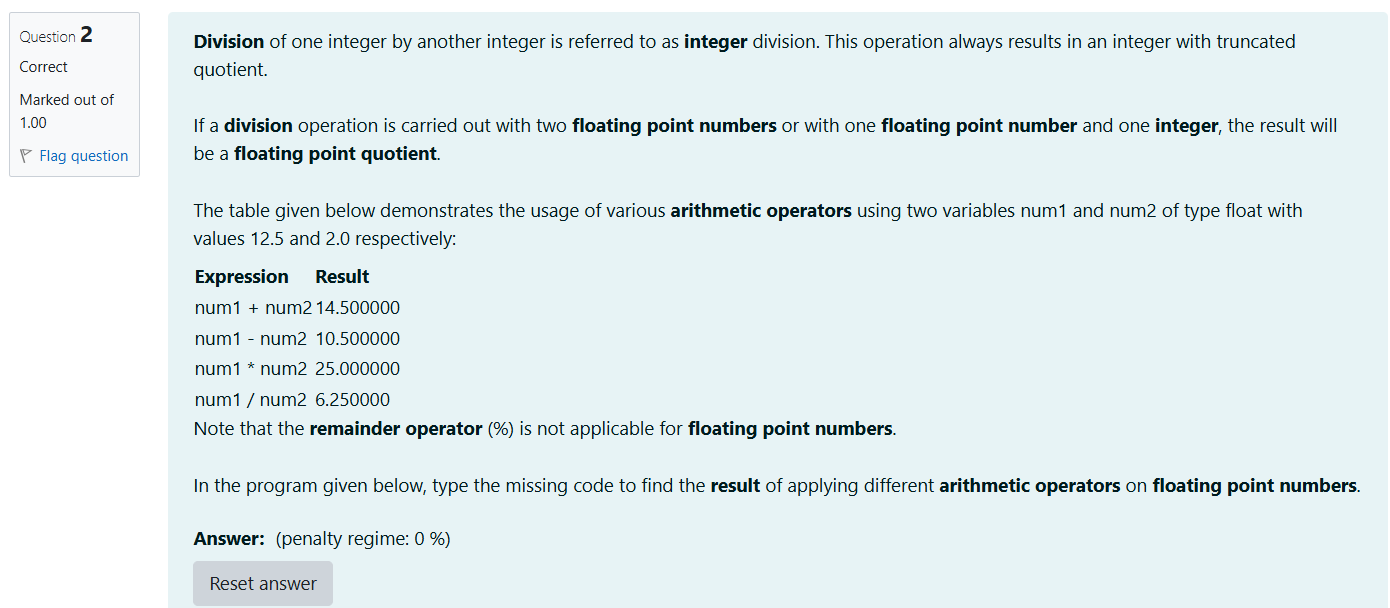 Question 2
Correct
Marked out of
1.00
Flag question
Division of one integer by another integer is referred to as integer division. This operation always results in an integer with truncated
quotient.
If a division operation is carried out with two floating point numbers or with one floating point number and one integer, the result will
be a floating point quotient.
The table given below demonstrates the usage of various arithmetic operators using two variables num1 and num2 of type float with
values 12.5 and 2.0 respectively:
Expression Result
num1 + num2 14.500000
num1 - num2 10.500000
num1 * num2 25.000000
num1 / num2 6.250000
Note that the remainder operator (%) is not applicable for floating point numbers.
In the program given below, type the missing code to find the result of applying different arithmetic operators on floating point numbers.
Answer: (penalty regime: 0 %)
Reset answer